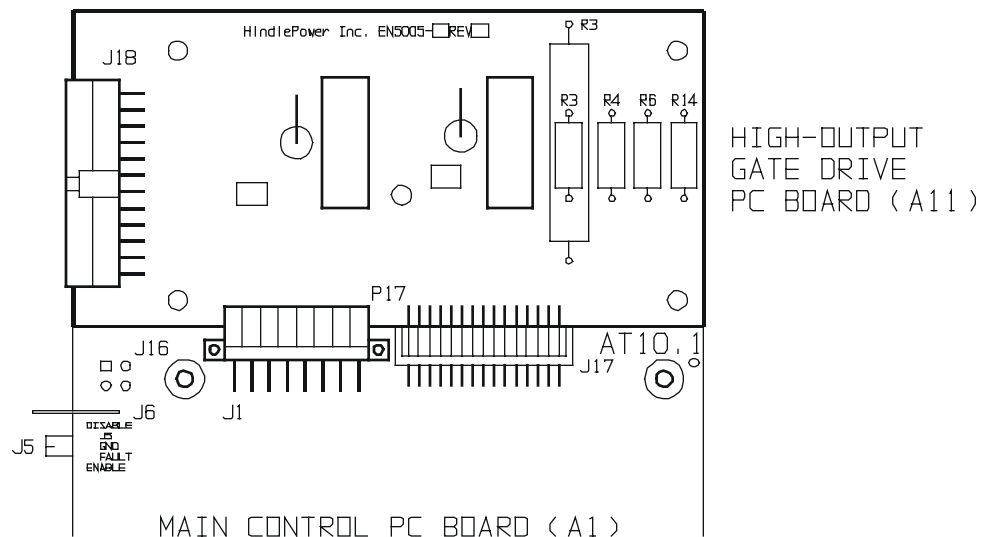 HindlePower Inc. EN5005-□REV□
R3
J18
R3 R4 R6 R14
HIGH-OUTPUT
GATE DRIVE
PC BOARD (A11)
P17
J16
AT10.1
J17
J6
J1
DISABLE
J5
GND
FAULT
ENABLE
J5
MAIN CONTROL PC BOARD (A1)